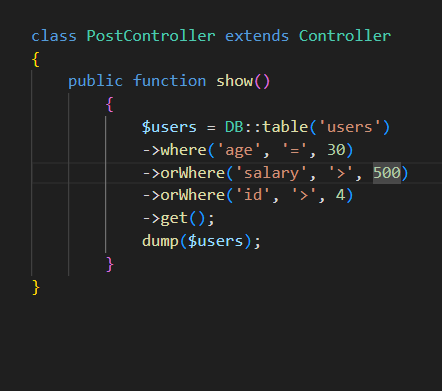 class PostController extends Controller
{
public function show()
{
$users = DB::table('users')
->where('age', '=', 30)
->orWhere('salary', '>', 500)
->orWhere('id', '>', 4)
->get();
dump($users);
}
}